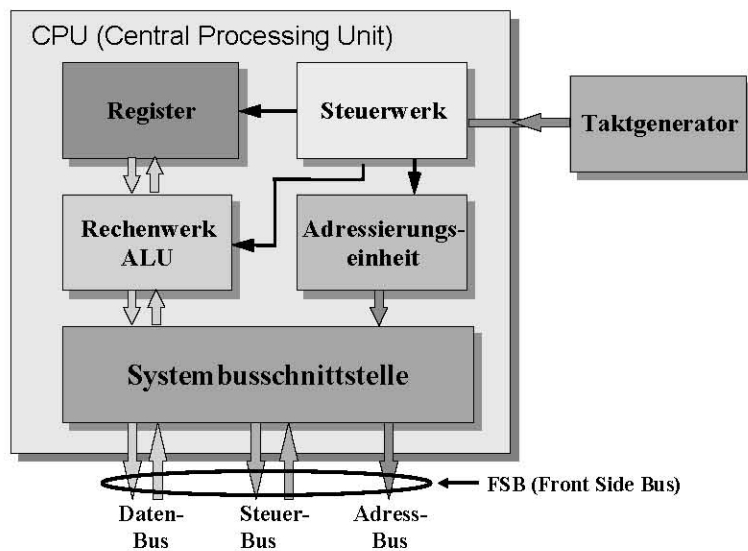 CPU (Central Processing Unit)
Register
Steuerwerk
Taktgenerator
Rechenwerk
ALU
Adressierungs-
einheit
Systembusschnittstelle
FSB (Front Side Bus)
Daten-
Bus
Steuer-
Bus
Adress-
Bus